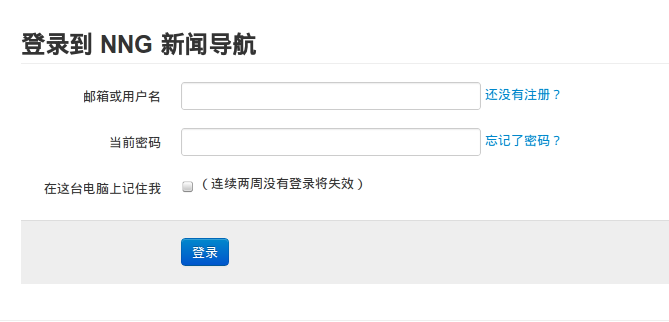 登录到 NNG 新闻导航
邮箱或用户名 还没有注册？
当前密码 忘记了密码？
在这台电脑上记住我 （连续两周没有登录将失效）
登录